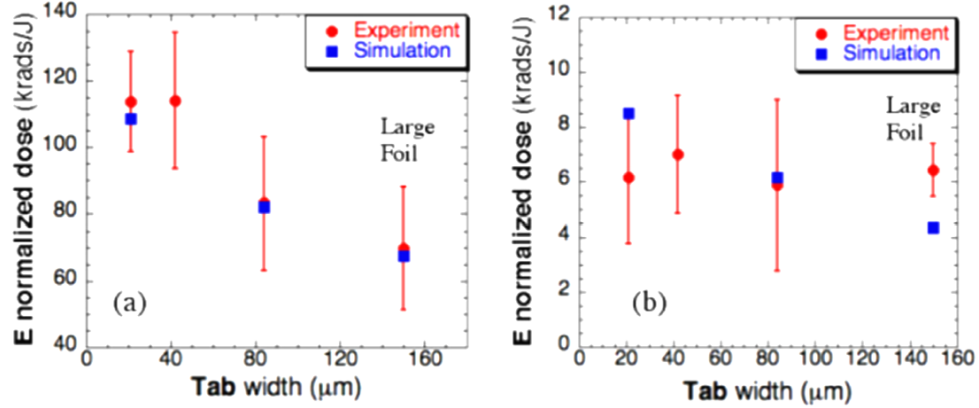 140
120
100
80
60
40
0
40
80
120
160
E normalized dose (krads/J)
Tab width (μm)
Experiment
Simulation
Large
Foil
(a)
12
10
8
6
4
2
0
0
20
40
60
80
100
120
140
160
E normalized dose (krads/J)
Tab width (μm)
Experiment
Simulation
Large
Foil
(b)